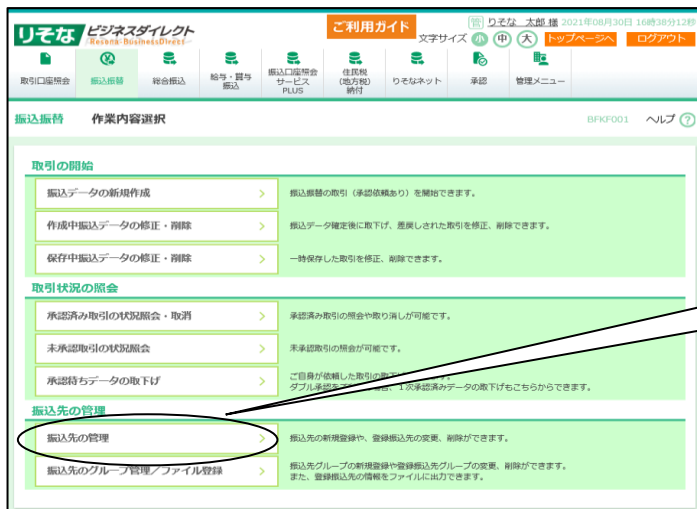 りそな ビジネスダイレクト
Resona Business Direct
ご利用ガイド
管 りそな 太郎 様 2021年08月30日 16時38分12秒
文字サイズ 小 中 大 トップページへ ログアウト
取引口座照会
振込振替
総合振込
給与・賞与
振込
振込口座照会
サービス
PLUS
住民税
(地方税)
納付
りそなネット
承認
管理メニュー
振込振替 作業内容選択 BFKF001 ヘルプ ?
取引の開始
振込データの新規作成 > 振込振替の取引（承認依頼あり）を開始できます。
作成中振込データの修正・削除 > 振込データ確定後に取下げ、差戻しされた取引を修正、削除できます。
保存中振込データの修正・削除 > 一時保存した取引を修正、削除できます。
取引状況の照会
承認済み取引の状況照会・取消 > 承認済み取引の照会や取り消しが可能です。
未承認取引の状況照会 > 未承認取引の照会が可能です。
承認待ちデータの取下げ > ご自身が依頼した取引の取下げ す。
ダブル承認をご 、1次承認済みデータの取下げもこちらからできます。
振込先の管理
振込先の管理 > 振込先の新規登録や、登録振込先の変更、削除ができます。
振込先のグループ管理／ファイル登録 > 振込先グループの新規登録や登録振込先グループの変更、削除ができます。
また、登録振込先の情報をファイルに出力できます。